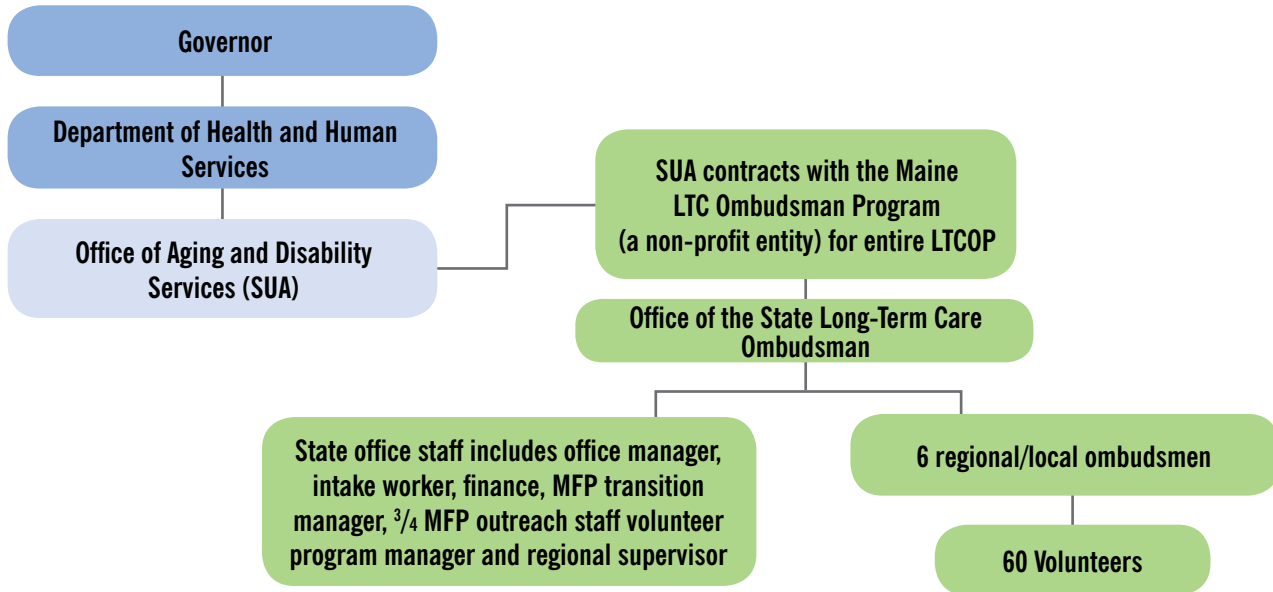 Governor
Department of Health and Human
Services
Office of Aging and Disability
Services (SUA)
SUA contracts with the Maine
LTC Ombudsman Program
(a non-profit entity) for entire LTCOP
Office of the State Long-Term Care
Ombudsman
State office staff includes office manager,
intake worker, finance, MFP transition
manager, 3/4 MFP outreach staff volunteer
program manager and regional supervisor
6 regional/local ombudsmen
60 Volunteers